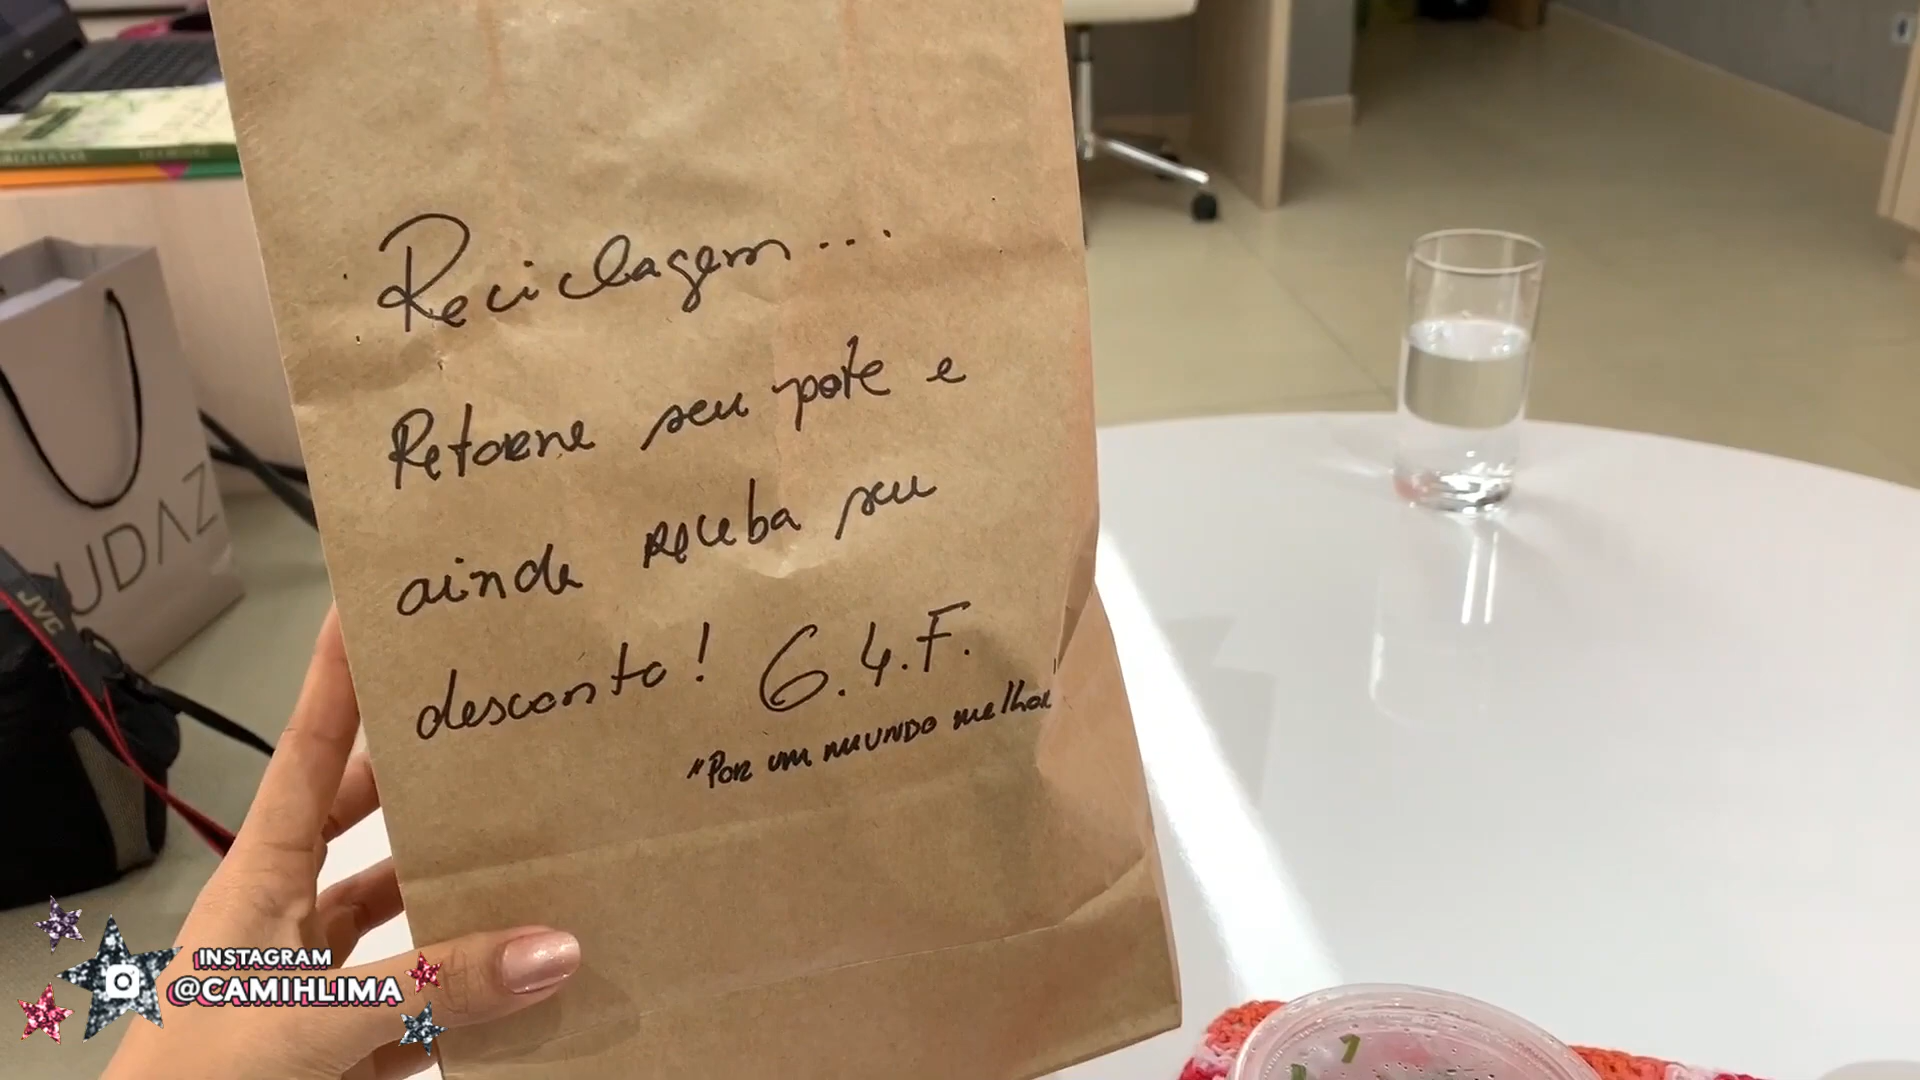 Reciclagem...
Retorne seu pote e
ainda receba seu
desconto! G.4.F.
"Por um mundo melhor"
UDAZ
JVC
INSTAGRAM
@CAMIHLIMA